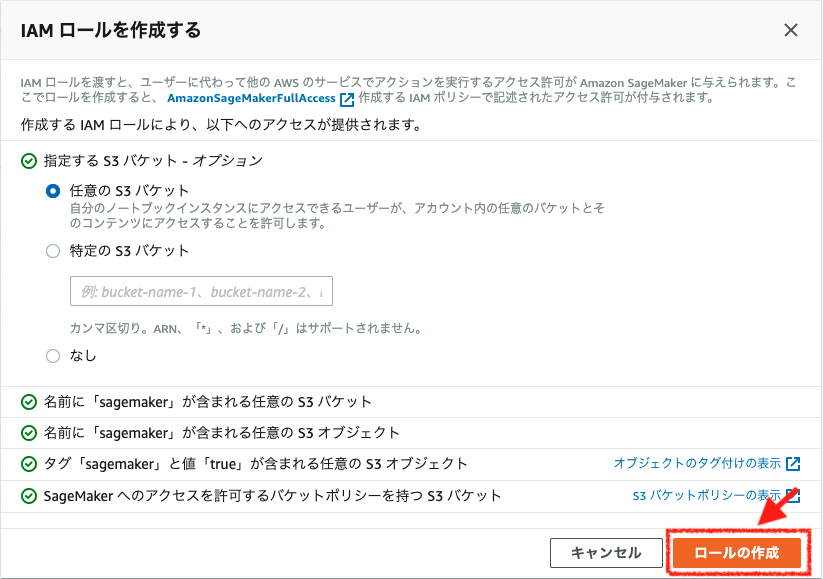 IAM ロールを作成する
IAM ロールを渡すと、ユーザーに代わって他の AWS のサービスでアクションを実行するアクセス許可が Amazon SageMaker に与えられます。こ
こでロールを作成すると、 AmazonSageMakerFullAccess 作成する IAM ポリシーで記述されたアクセス許可が付与されます。
作成する IAM ロールにより、以下へのアクセスが提供されます。
指定する S3 バケット - オプション
任意の S3 バケット
自分のノートブックインスタンスにアクセスできるユーザーが、アカウント内の任意のバケットとそ
のコンテンツにアクセスすることを許可します。
特定の S3 バケット
例: bucket-name-1、bucket-name-2、
カンマ区切り。ARN、「*」、および「/」はサポートされません。
なし
名前に「sagemaker」が含まれる任意の S3 バケット
名前に「sagemaker」が含まれる任意の S3 オブジェクト
タグ「sagemaker」と値「true」が含まれる任意の S3 オブジェクト オブジェクトのタグ付けの表示
SageMaker へのアクセスを許可するバケットポリシーを持つ S3 バケット S3 バケットポリシーの表示
キャンセル ロールの作成